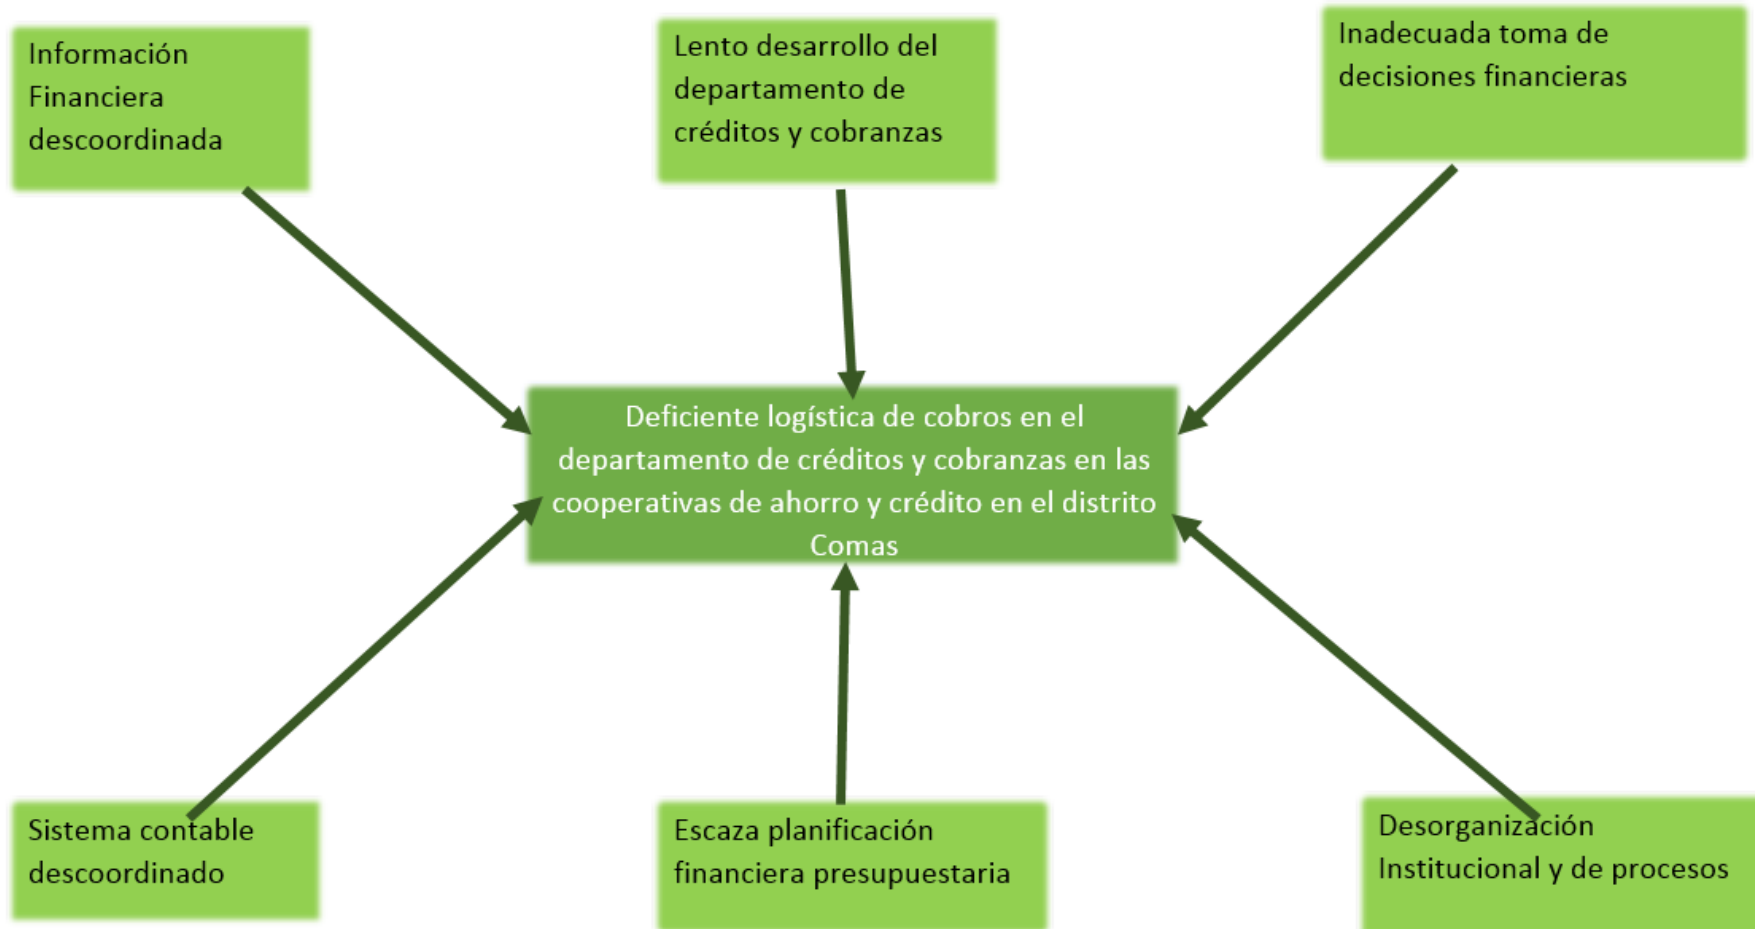 Información
Financiera
descoordinada
Lento desarrollo del
departamento de
créditos y cobranzas
Inadecuada toma de
decisiones financieras
Deficiente logística de cobros en el
departamento de créditos y cobranzas en las
cooperativas de ahorro y crédito en el distrito
Comas
Sistema contable
descoordinado
Escaza planificación
financiera presupuestaria
Desorganización
Institucional y de procesos